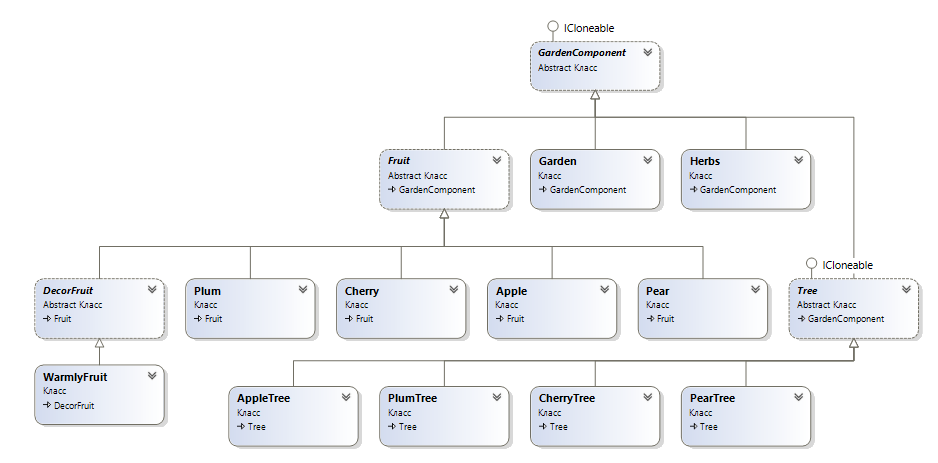 ICloneable
GardenComponent
Abstract Класс
Fruit
Abstract Класс
GardenComponent
Garden
Класс
GardenComponent
Herbs
Класс
GardenComponent
ICloneable
DecorFruit
Abstract Класс
Fruit
Plum
Класс
Fruit
Cherry
Класс
Fruit
Apple
Класс
Fruit
Pear
Класс
Fruit
Tree
Abstract Класс
GardenComponent
WarmlyFruit
Класс
DecorFruit
AppleTree
Класс
Tree
PlumTree
Класс
Tree
CherryTree
Класс
Tree
PearTree
Класс
Tree